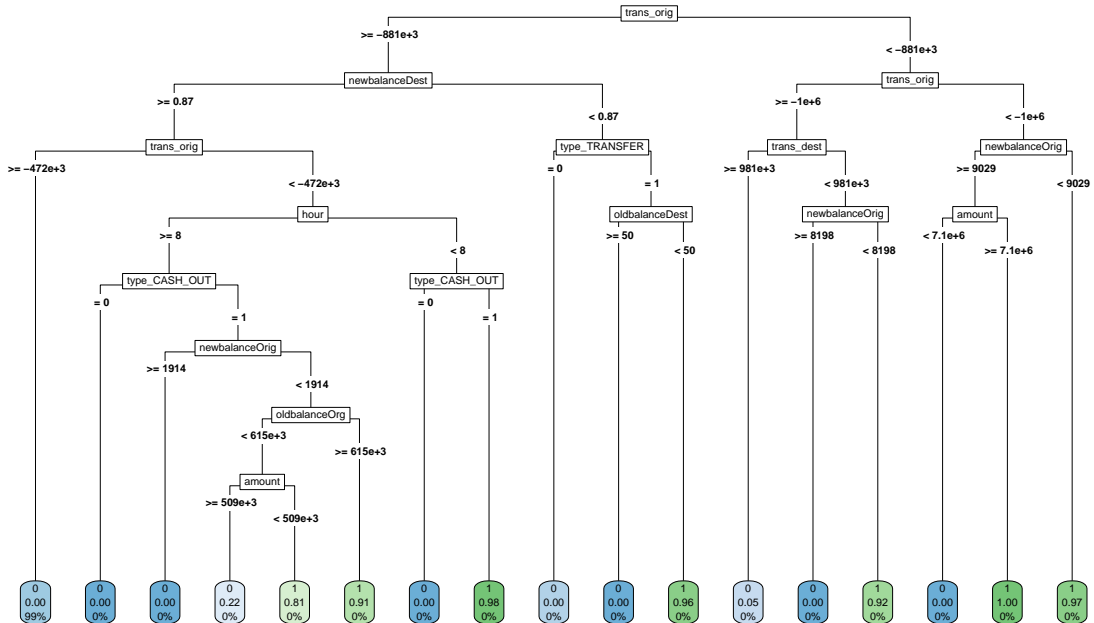 trans_orig
>= −881e+3
< −881e+3
newbalanceDest
trans_orig
>= 0.87
< 0.87
>= −1e+6
< −1e+6
trans_orig
type_TRANSFER
trans_dest
newbalanceOrig
>= −472e+3
< −472e+3
= 0
= 1
>= 981e+3
< 981e+3
>= 9029
< 9029
hour
oldbalanceDest
newbalanceOrig
amount
>= 8
< 8
>= 50
< 50
>= 8198
< 8198
< 7.1e+6
>= 7.1e+6
type_CASH_OUT
type_CASH_OUT
= 0
= 1
= 0
= 1
newbalanceOrig
>= 1914
< 1914
oldbalanceOrg
< 615e+3
>= 615e+3
amount
>= 509e+3
< 509e+3
0 0 0 0 1 1 0 1 0 0 1 0 0 1 0 1 1
0.00 0.00 0.00 0.22 0.81 0.91 0.00 0.98 0.00 0.00 0.96 0.05 0.00 0.92 0.00 1.00 0.97
99% 0% 0% 0% 0% 0% 0% 0% 0% 0% 0% 0% 0% 0% 0% 0% 0%